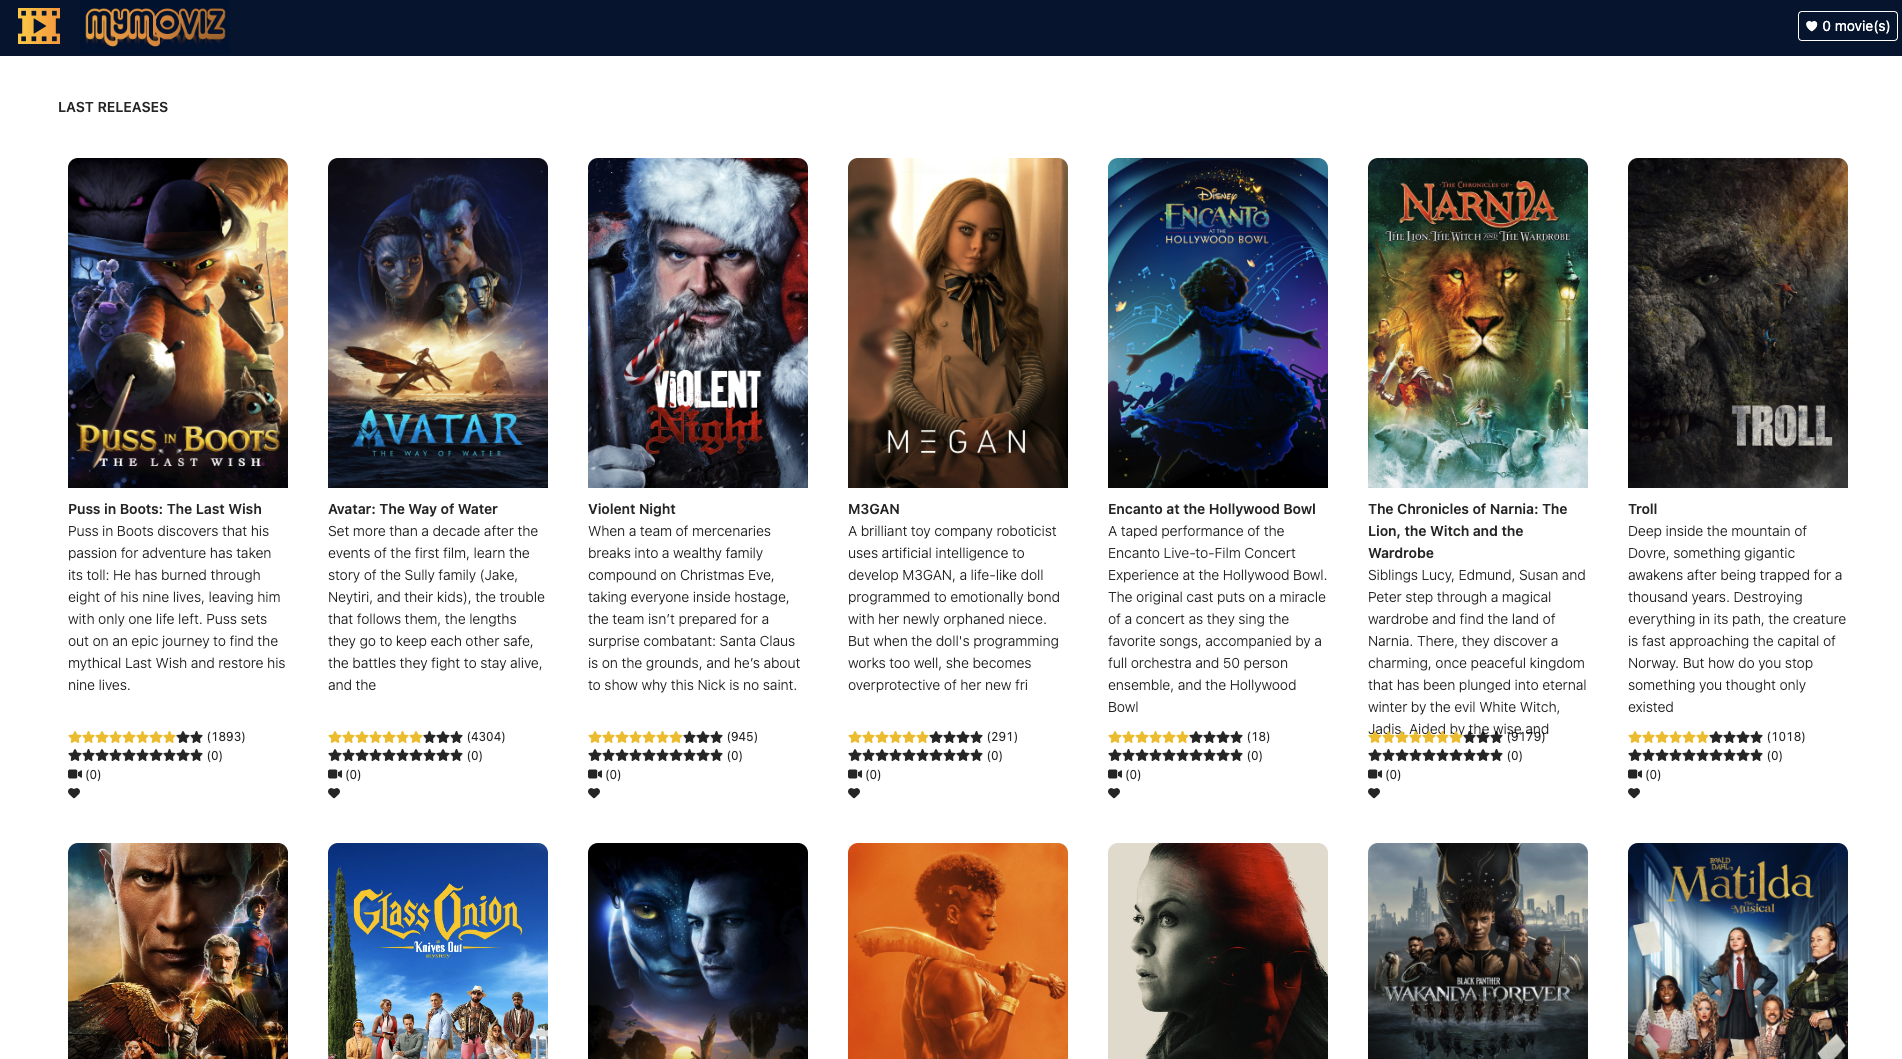 MYMOVIZ
0 movie(s)
LAST RELEASES
PUSS IN BOOTS
THE LAST WISH
AVATAR
THE WAY OF WATER
VIOLENT
Night
M3GAN
DISNEY
ENCANTO
AT THE
HOLLYWOOD BOWL
THE CHRONICLES OF
NARNIA
THE LION, THE WITCH AND THE WARDROBE
TROLL
Puss in Boots: The Last Wish
Puss in Boots discovers that his
passion for adventure has taken
its toll: He has burned through
eight of his nine lives, leaving him
with only one life left. Puss sets
out on an epic journey to find the
mythical Last Wish and restore his
nine lives.
(1893)
(0)
(0)
Avatar: The Way of Water
Set more than a decade after the
events of the first film, learn the
story of the Sully family (Jake,
Neytiri, and their kids), the trouble
that follows them, the lengths
they go to keep each other safe,
the battles they fight to stay alive,
and the
(4304)
(0)
(0)
Violent Night
When a team of mercenaries
breaks into a wealthy family
compound on Christmas Eve,
taking everyone inside hostage,
the team isn’t prepared for a
surprise combatant: Santa Claus
is on the grounds, and he’s about
to show why this Nick is no saint.
(945)
(0)
(0)
M3GAN
A brilliant toy company roboticist
uses artificial intelligence to
develop M3GAN, a life-like doll
programmed to emotionally bond
with her newly orphaned niece.
But when the doll's programming
works too well, she becomes
overprotective of her new fri
(291)
(0)
(0)
Encanto at the Hollywood Bowl
A taped performance of the
Encanto Live-to-Film Concert
Experience at the Hollywood Bowl.
The original cast puts on a miracle
of a concert as they sing the
favorite songs, accompanied by a
full orchestra and 50 person
ensemble, and the Hollywood
Bowl
(18)
(0)
(0)
The Chronicles of Narnia: The
Lion, the Witch and the
Wardrobe
Siblings Lucy, Edmund, Susan and
Peter step through a magical
wardrobe and find the land of
Narnia. There, they discover a
charming, once peaceful kingdom
that has been plunged into eternal
winter by the evil White Witch,
Jadis. Aided by the wise and
(9179)
(0)
(0)
Troll
Deep inside the mountain of
Dovre, something gigantic
awakens after being trapped for a
thousand years. Destroying
everything in its path, the creature
is fast approaching the capital of
Norway. But how do you stop
something you thought only
existed
(1018)
(0)
(0)
Glass Onion
Knives Out
mystery
BLACK PANTHER
WAKANDA FOREVER
ROALD
DAHL'S
Matilda
The
Musical